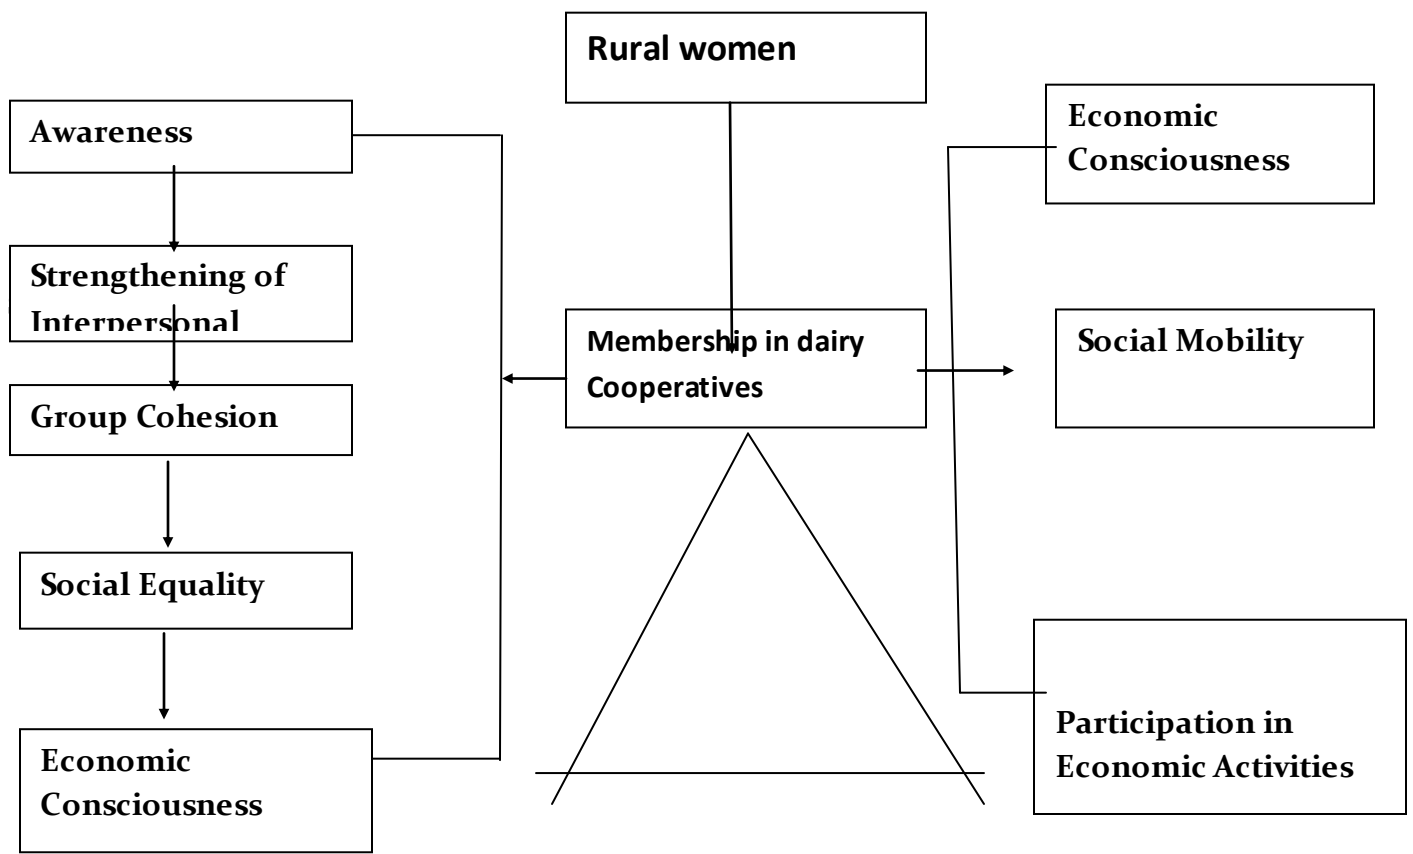 Rural women
Awareness
Strengthening of
Interpersonal
Group Cohesion
Social Equality
Economic
Consciousness
Membership in dairy
Cooperatives
Economic
Consciousness
Social Mobility
Participation in
Economic Activities